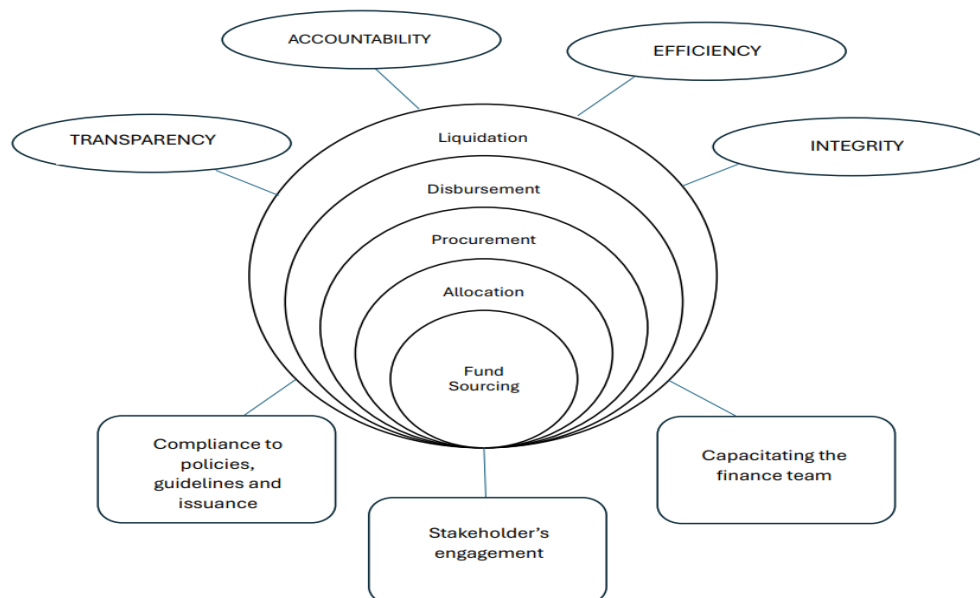 ACCOUNTABILITY
EFFICIENCY
TRANSPARENCY
INTEGRITY
Liquidation
Disbursement
Procurement
Allocation
Fund
Sourcing
Compliance to
policies,
guidelines and
issuance
Capacitating the
finance team
Stakeholder’s
engagement